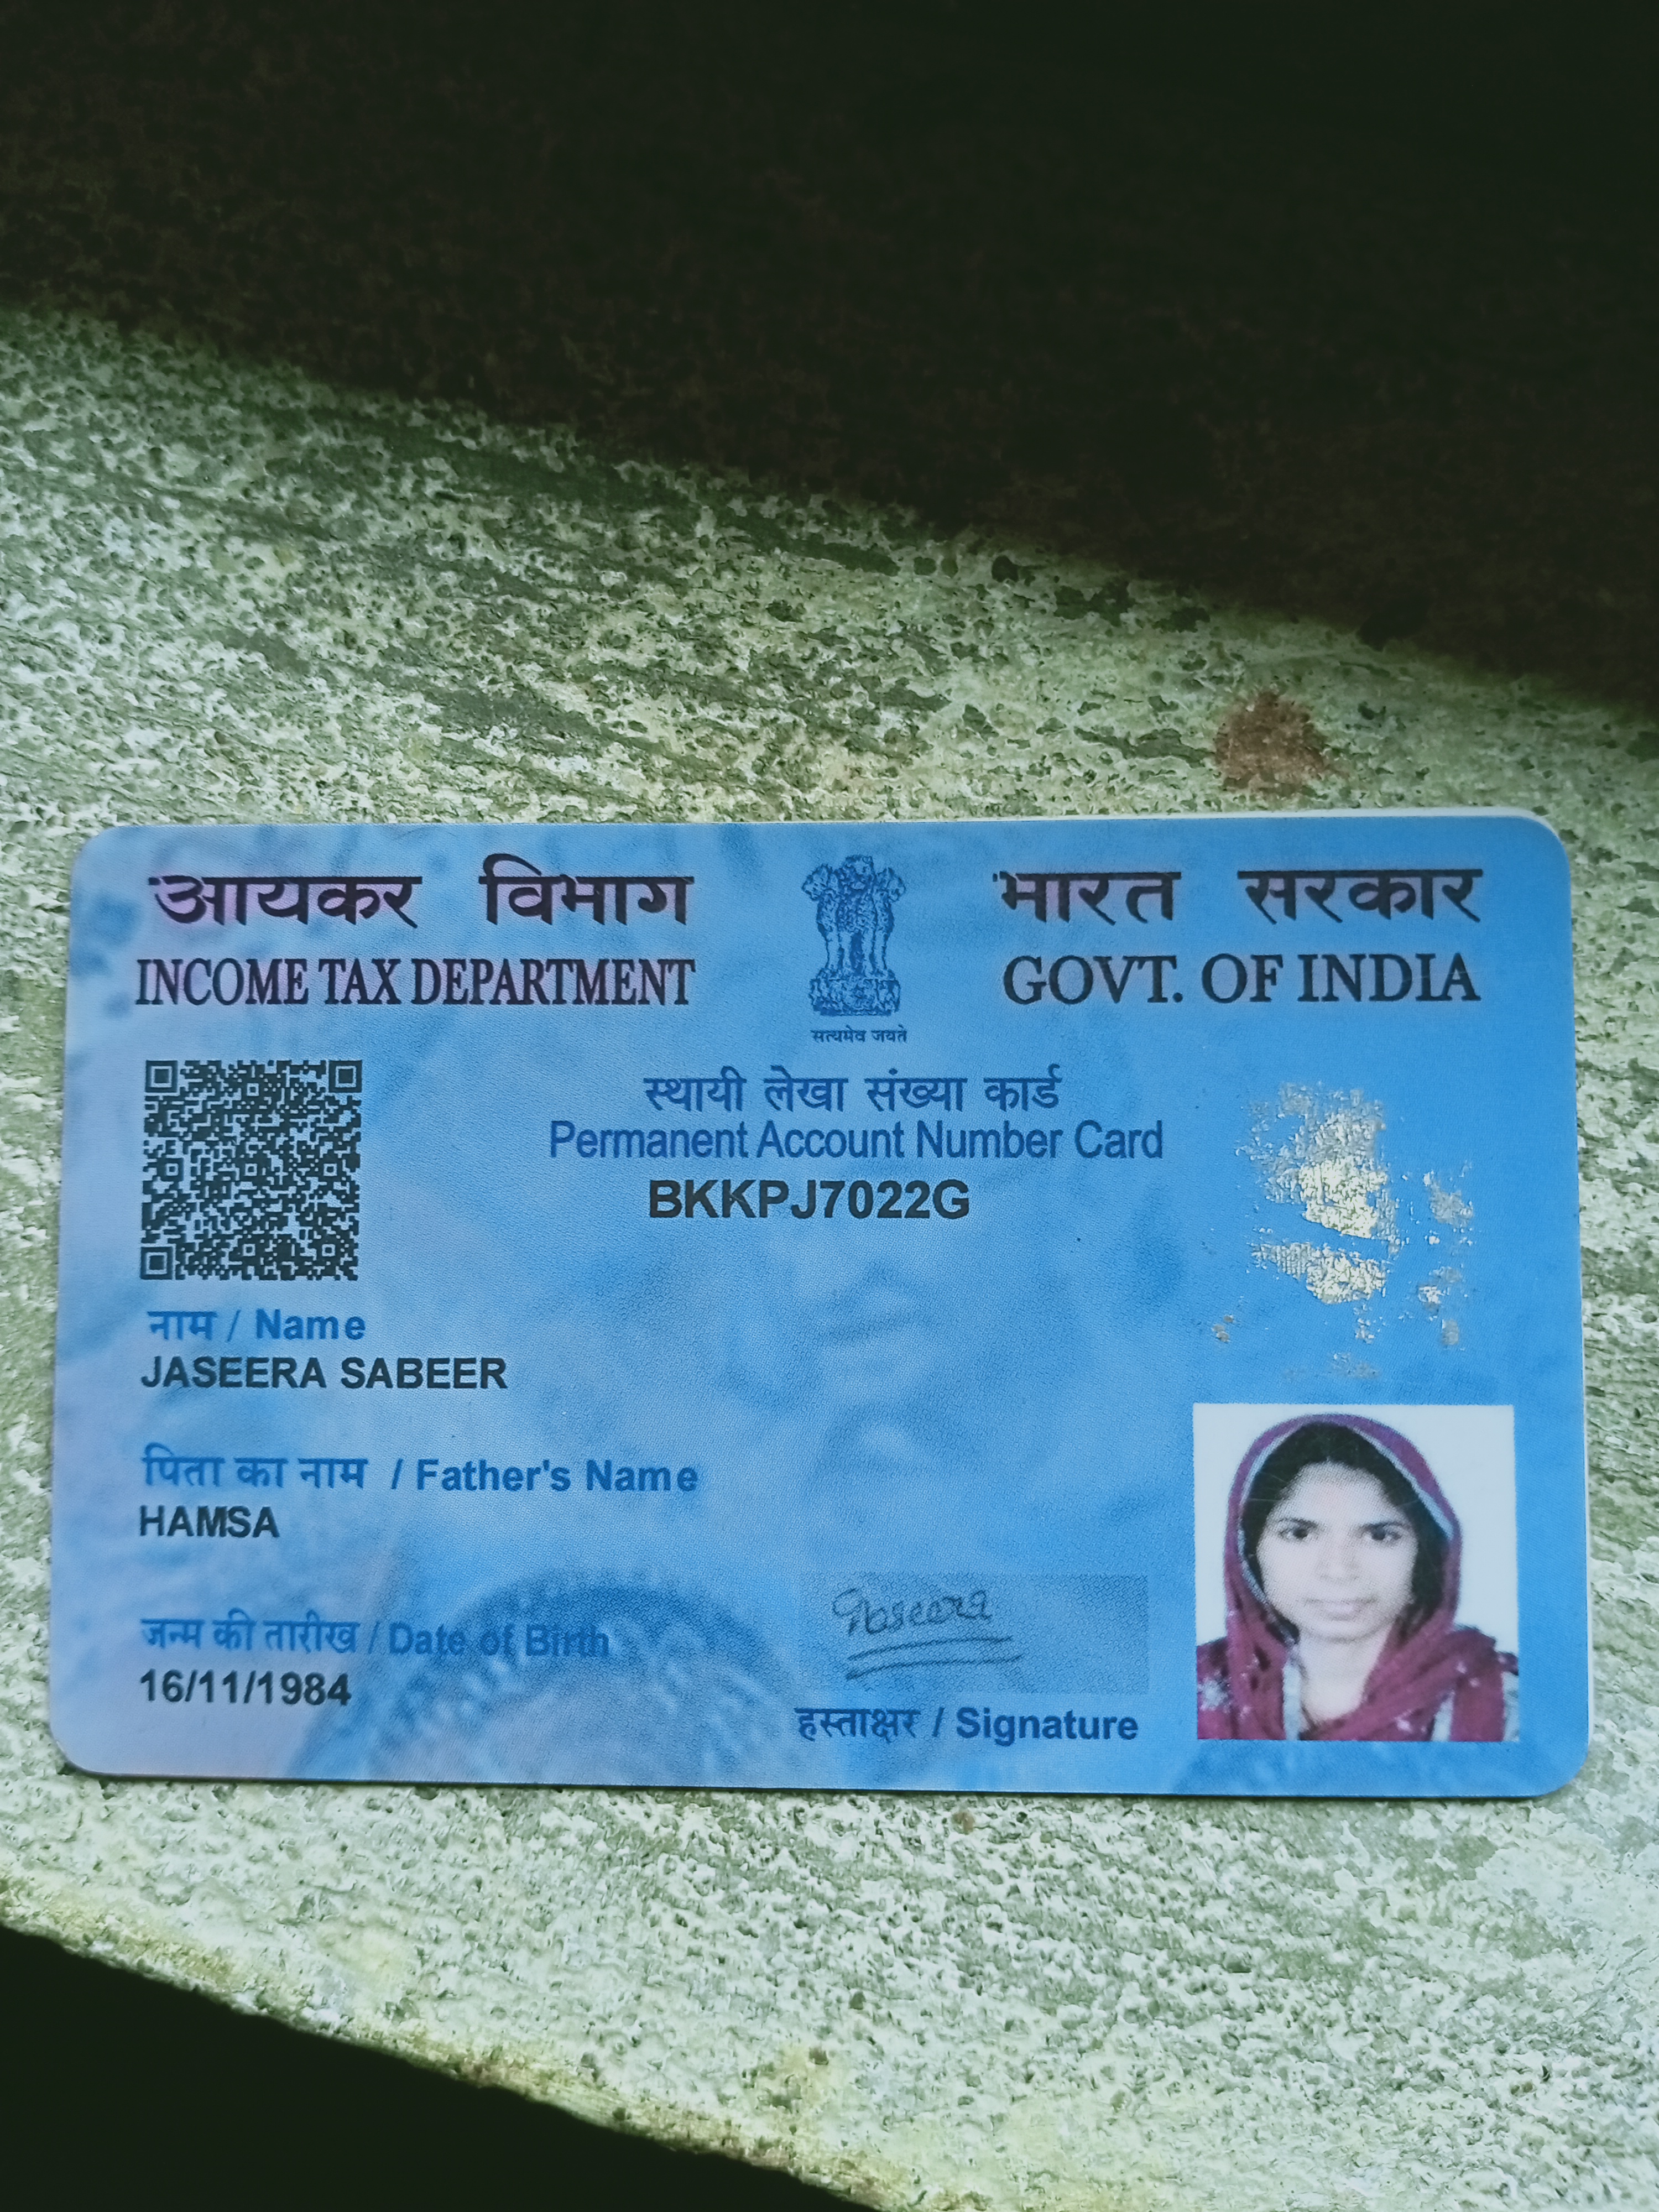 आयकर विभाग
INCOME TAX DEPARTMENT
सत्यमेव जयते
भारत सरकार
GOVT. OF INDIA
स्थायी लेखा संख्या कार्ड
Permanent Account Number Card
BKKPJ7022G
नाम / Name
JASEERA SABEER
पिता का नाम / Father's Name
HAMSA
जन्म की तारीख / Date of Birth
16/11/1984
Jaseera
हस्ताक्षर / Signature